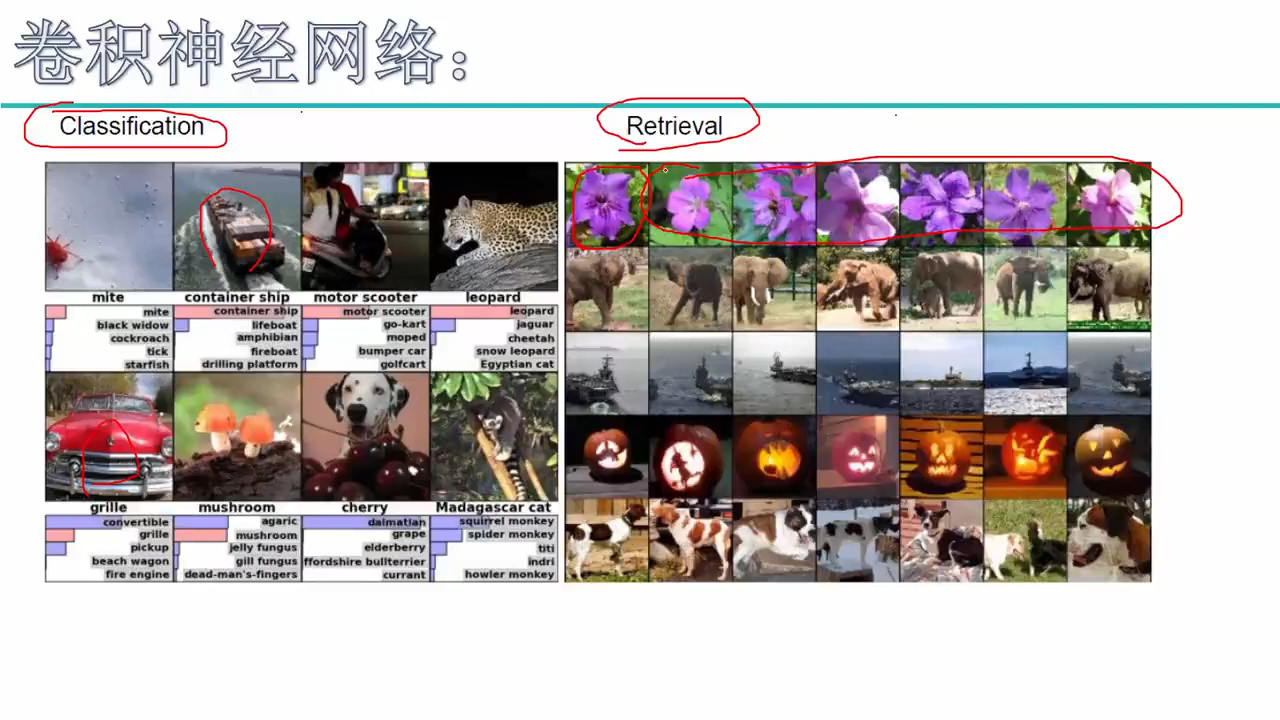 卷积神经网络：
Classification
Retrieval
mite
container ship
motor scooter
leopard
mite
black widow
cockroach
tick
starfish
container ship
lifeboat
amphibian
fireboat
drilling platform
motor scooter
go-kart
moped
bumper car
golfcart
leopard
jaguar
cheetah
snow leopard
Egyptian cat
grille
mushroom
cherry
Madagascar cat
convertible
grille
pickup
beach wagon
fire engine
agaric
mushroom
jelly fungus
gill fungus
dead-man's-fingers
dalmatian
grape
elderberry
ffordshire bullterrier
currant
squirrel monkey
spider monkey
titi
indri
howler monkey